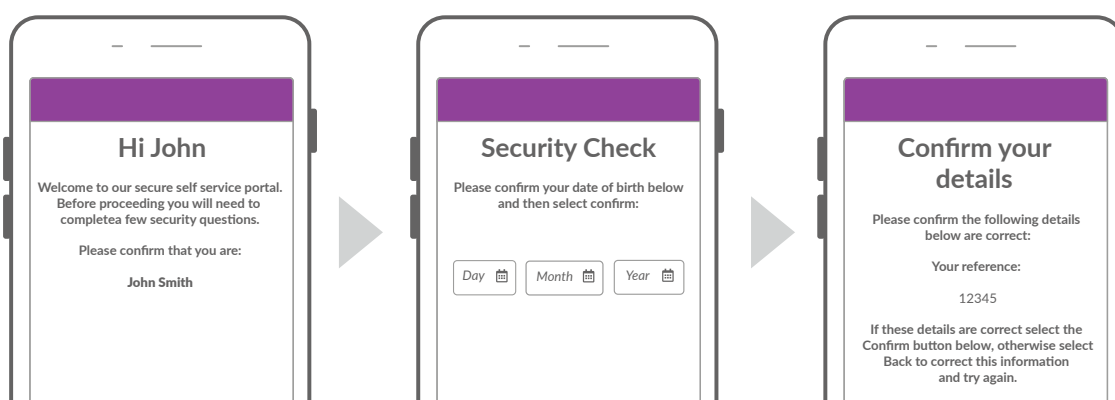 Hi John
Welcome to our secure self service portal.
Before proceeding you will need to
completea few security questions.
Please confirm that you are:
John Smith
Security Check
Please confirm your date of birth below
and then select confirm:
Day
Month
Year
Confirm your
details
Please confirm the following details
below are correct:
Your reference:
12345
If these details are correct select the
Confirm button below, otherwise select
Back to correct this information
and try again.